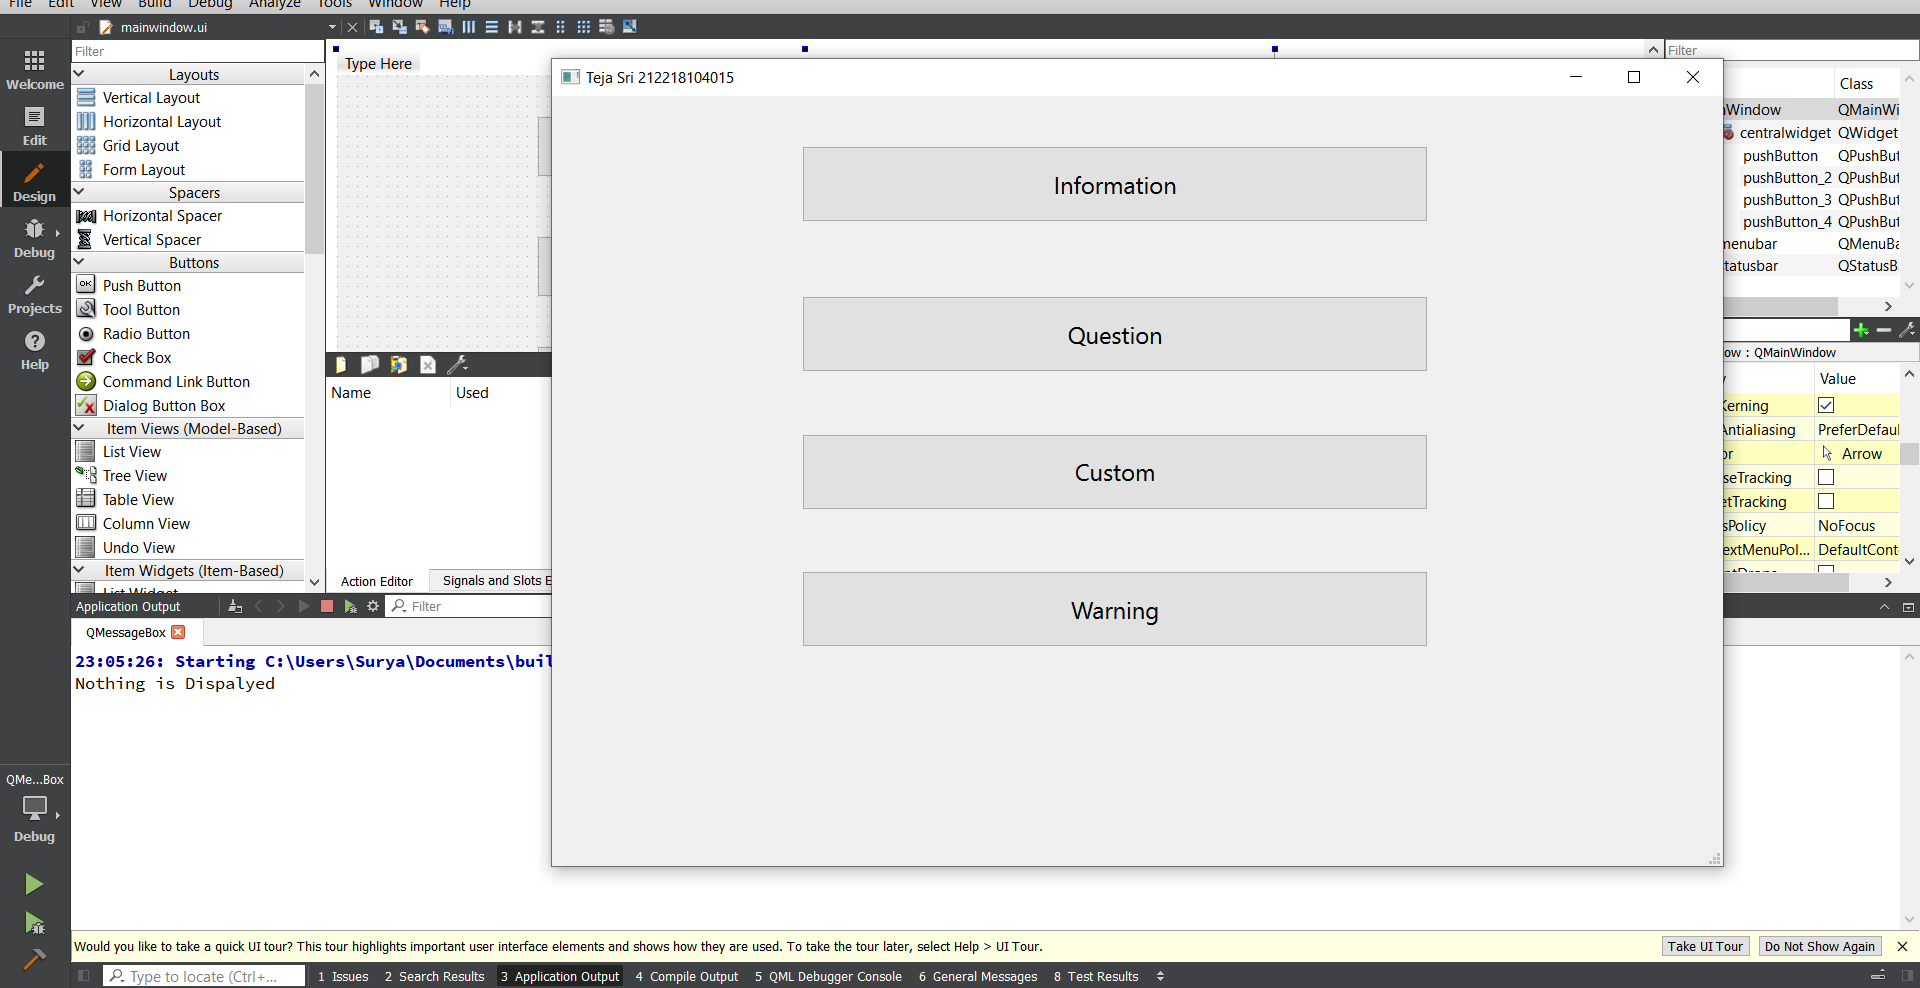 File Edit View Build Debug Analyze Tools Window Help
mainwindow.ui
Welcome
Edit
Design
Debug
Projects
Help
QMe...Box
Debug
Filter
Layouts
Vertical Layout
Horizontal Layout
Grid Layout
Form Layout
Spacers
Horizontal Spacer
Vertical Spacer
Buttons
Push Button
Tool Button
Radio Button
Check Box
Command Link Button
Dialog Button Box
Item Views (Model-Based)
List View
Tree View
Table View
Column View
Undo View
Item Widgets (Item-Based)
List Widget
Type Here
Name Used
Action Editor Signals and Slots E
Teja Sri 212218104015
Information
Question
Custom
Warning
Filter
Class
Window QMainWi
centralwidget QWidget
pushButton QPushBut
pushButton_2 QPushBut
pushButton_3 QPushBut
pushButton_4 QPushBut
menubar QMenuBa
tatusbar QStatusB
ow : QMainWindow
y Value
Kerning
Antialiasing PreferDefaul
or Arrow
seTracking
etTracking
sPolicy NoFocus
extMenuPol... DefaultCont
Application Output Filter
QMessageBox
23:05:26: Starting C:\Users\Surya\Documents\buil
Nothing is Dispalyed
Would you like to take a quick UI tour? This tour highlights important user interface elements and shows how they are used. To take the tour later, select Help > UI Tour. Take UI Tour Do Not Show Again
Type to locate (Ctrl+... 1 Issues 2 Search Results 3 Application Output 4 Compile Output 5 QML Debugger Console 6 General Messages 8 Test Results